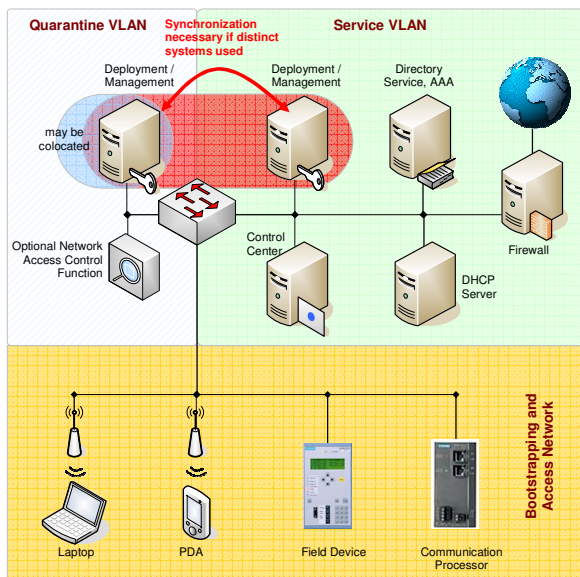 Quarantine VLAN
Synchronization
necessary if distinct
systems used
Service VLAN
Deployment /
Management
Deployment /
Management
Directory
Service, AAA
may be
colocated
Optional Network
Access Control
Function
Control
Center
DHCP
Server
Firewall
Bootstrapping and
Access Network
Laptop
PDA
Field Device
Communication
Processor